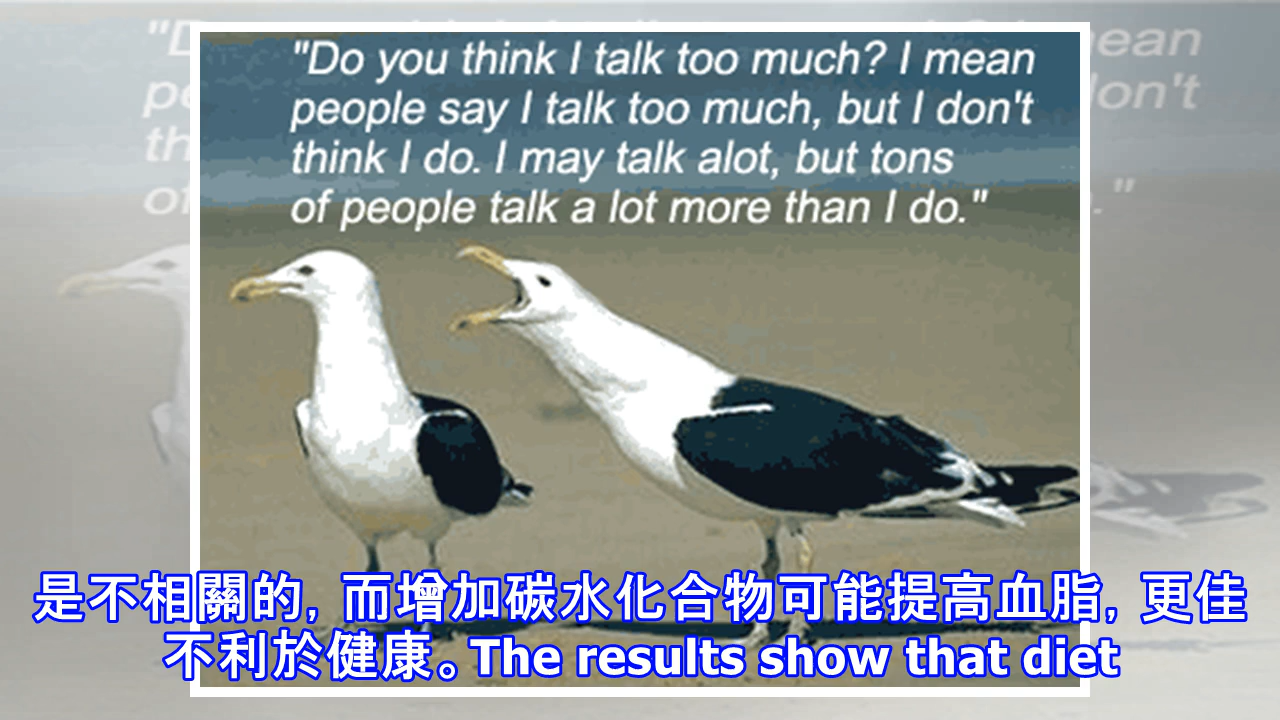 "Do you think I talk too much? I mean
people say I talk too much, but I don't
think I do. I may talk alot, but tons
of people talk a lot more than I do."
是不相關的，而增加碳水化合物可能提高血脂，更佳
不利於健康。The results show that diet